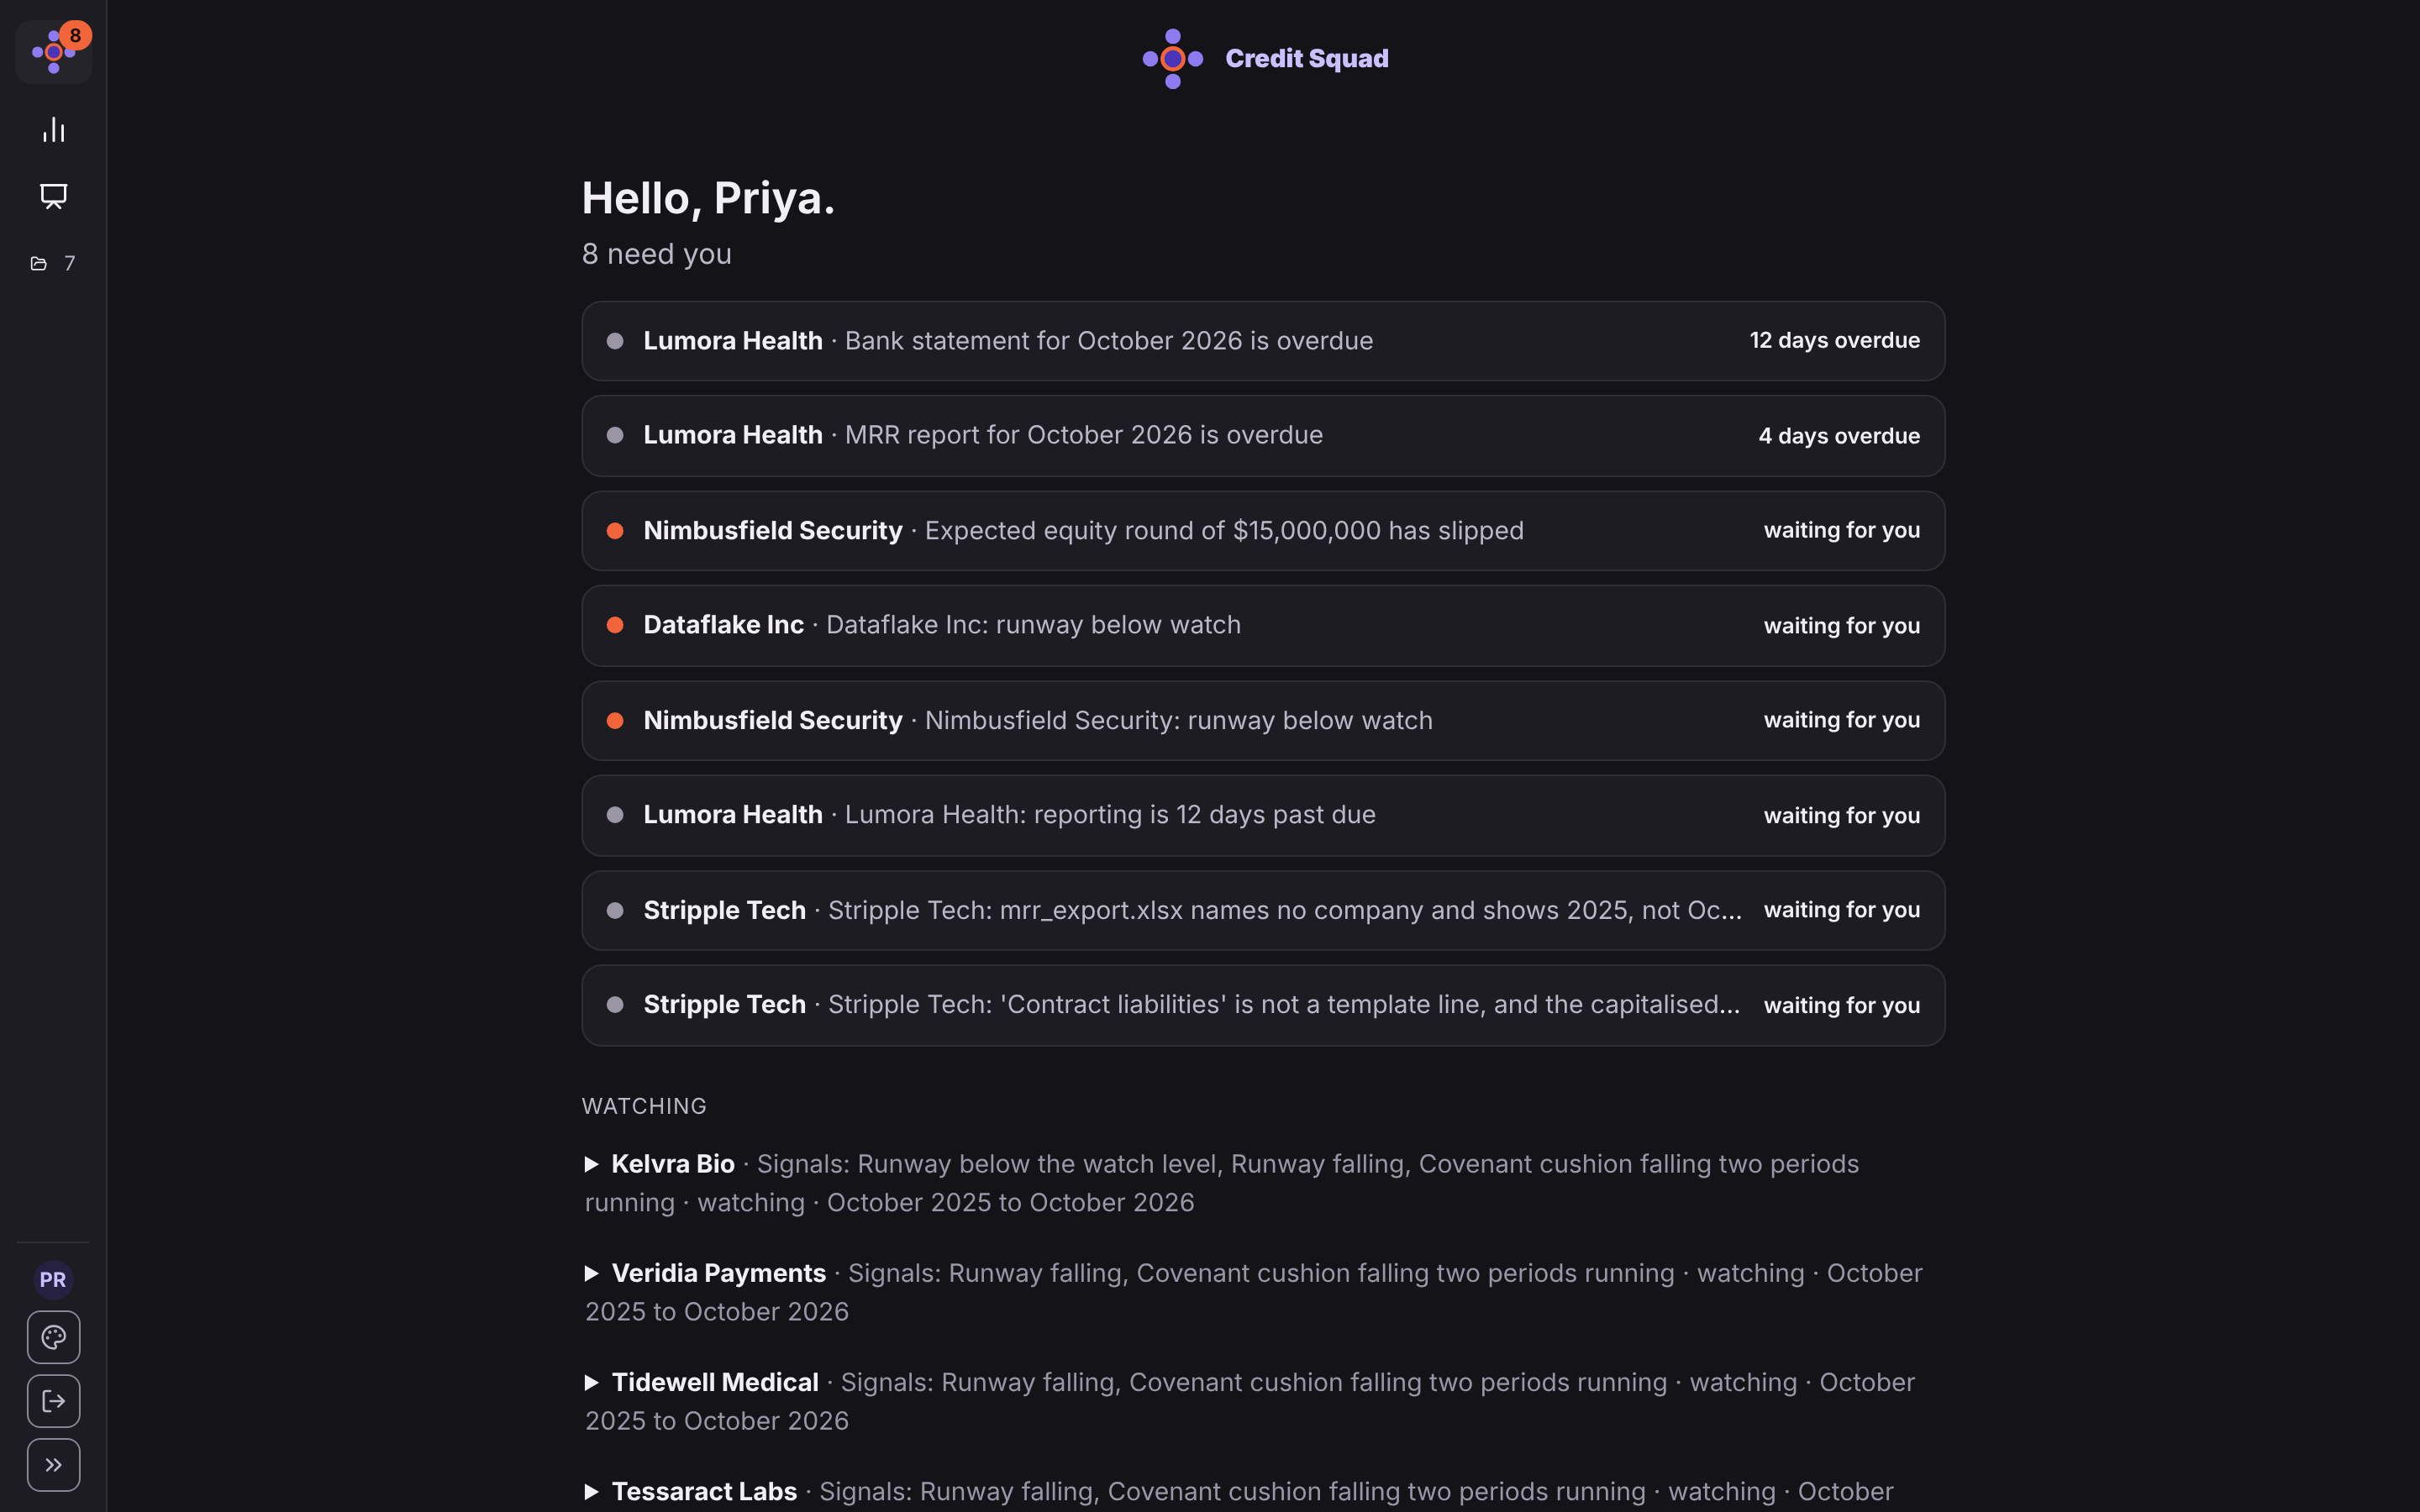 8
Credit Squad
Hello, Priya.
8 need you
7
Lumora Health · Bank statement for October 2026 is overdue 12 days overdue
Lumora Health · MRR report for October 2026 is overdue 4 days overdue
Nimbusfield Security · Expected equity round of $15,000,000 has slipped waiting for you
Dataflake Inc · Dataflake Inc: runway below watch waiting for you
Nimbusfield Security · Nimbusfield Security: runway below watch waiting for you
Lumora Health · Lumora Health: reporting is 12 days past due waiting for you
Stripple Tech · Stripple Tech: mrr_export.xlsx names no company and shows 2025, not Oc... waiting for you
Stripple Tech · Stripple Tech: 'Contract liabilities' is not a template line, and the capitalised... waiting for you
WATCHING
Kelvra Bio · Signals: Runway below the watch level, Runway falling, Covenant cushion falling two periods
running · watching · October 2025 to October 2026
Veridia Payments · Signals: Runway falling, Covenant cushion falling two periods running · watching · October
2025 to October 2026
Tidewell Medical · Signals: Runway falling, Covenant cushion falling two periods running · watching · October
2025 to October 2026
Tessaract Labs · Signals: Runway falling, Covenant cushion falling two periods running · watching · October
PR